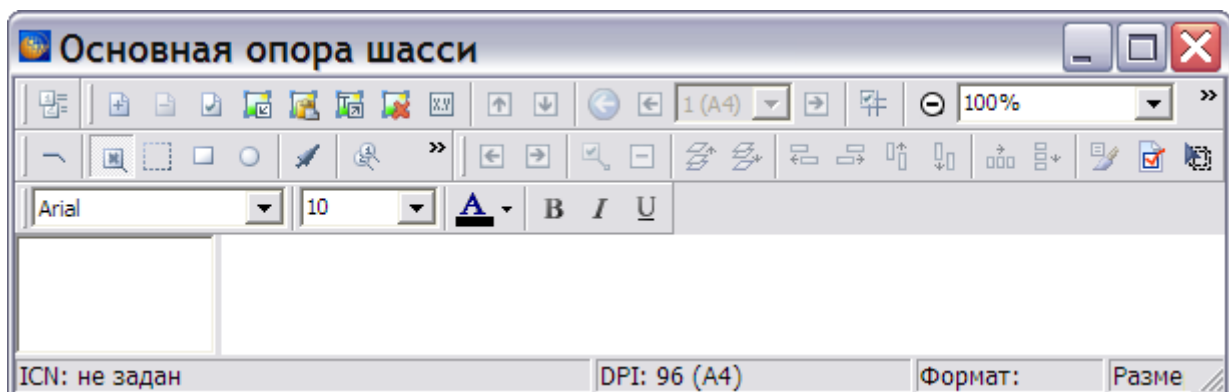 Основная опора шасси
X.Y 1 (A4) 100% »
»
Arial 10 A B I U
ICN: не задан DPI: 96 (A4) Формат: Разме